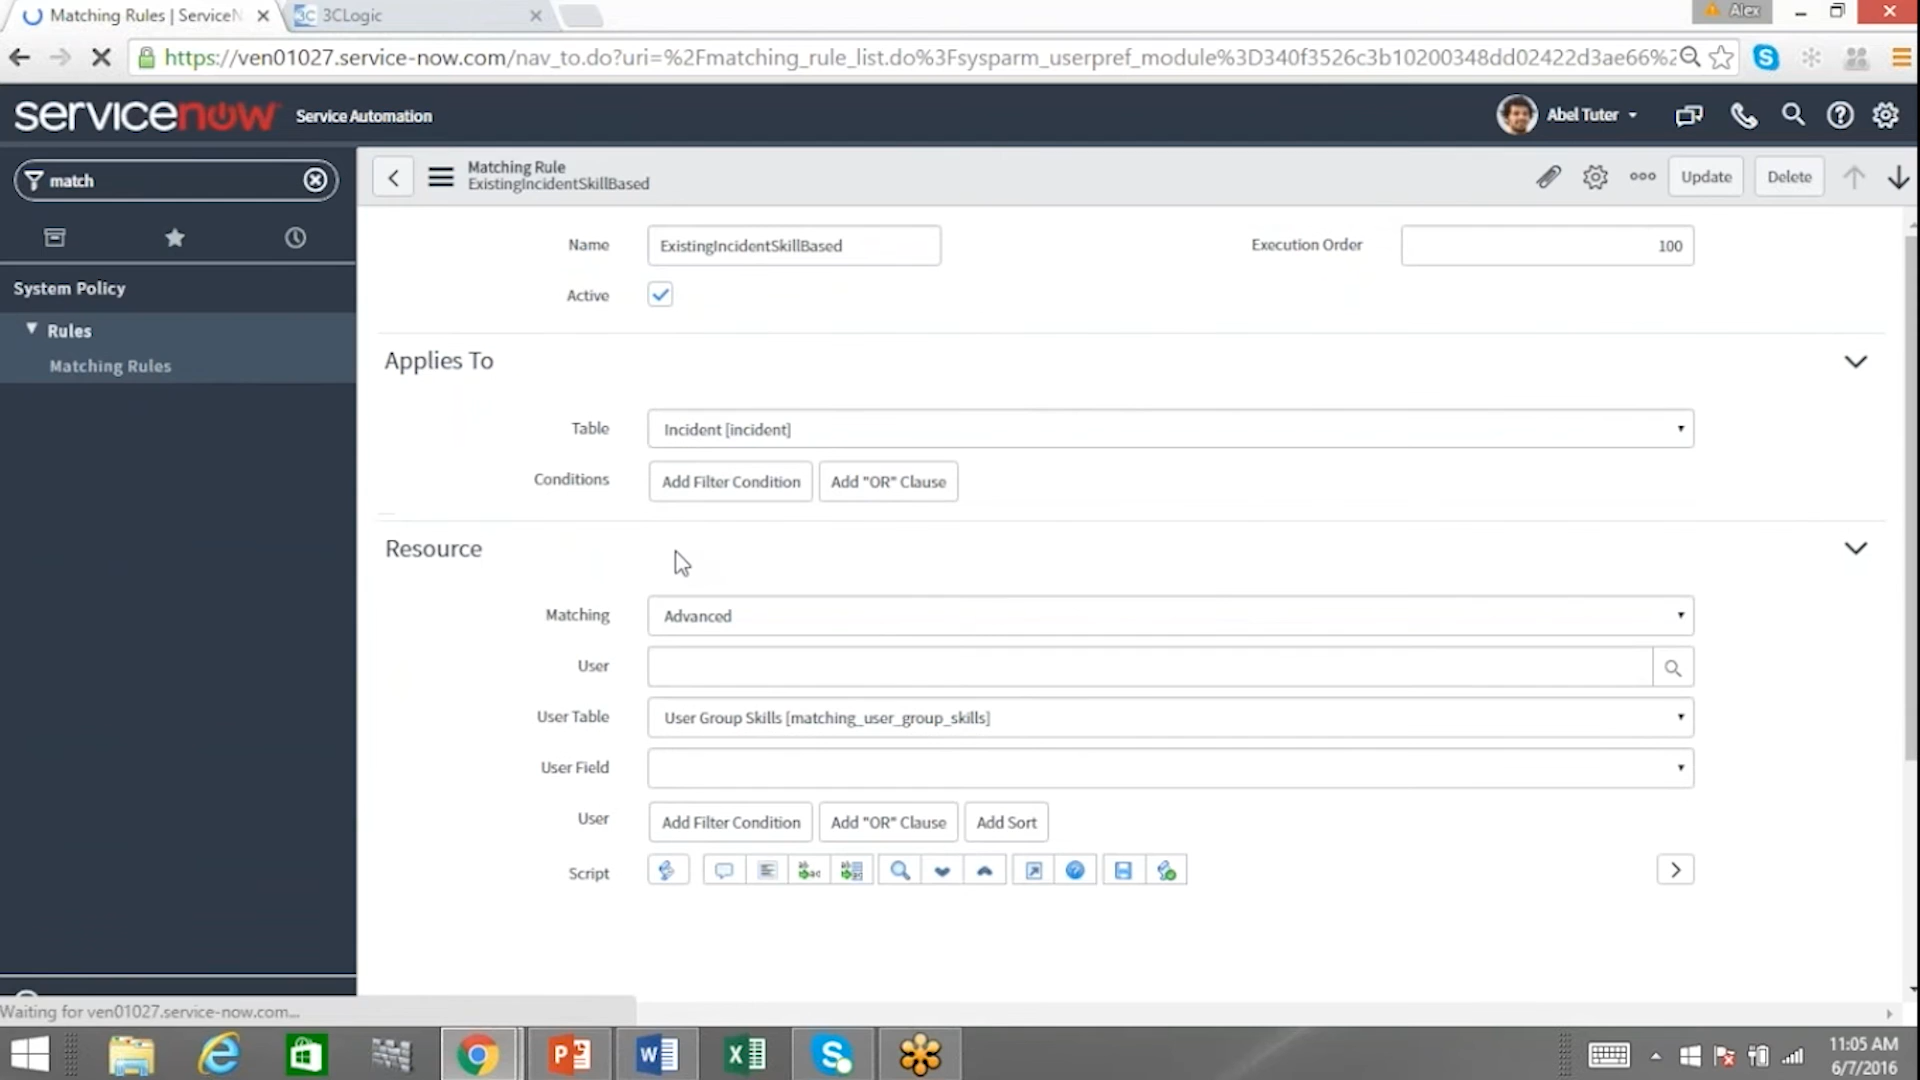 Matching Rules | ServiceN
3CLogic
Alex
https://ven01027.service-now.com/nav_to.do?uri=%2Fmatching_rule_list.do%3Fsysparm_userpref_module%3D340f3526c3b10200348dd02422d3ae66%2
servicenow Service Automation
Abel Tuter
match
Matching Rule
ExistingIncidentSkillBased
Update
Delete
System Policy
Rules
Matching Rules
Name ExistingIncidentSkillBased
Execution Order 100
Active
Applies To
Table Incident [incident]
Conditions Add Filter Condition Add "OR" Clause
Resource
Matching Advanced
User
User Table User Group Skills [matching_user_group_skills]
User Field
User Add Filter Condition Add "OR" Clause Add Sort
Script
Waiting for ven01027.service-now.com...
11:05 AM
6/7/2016